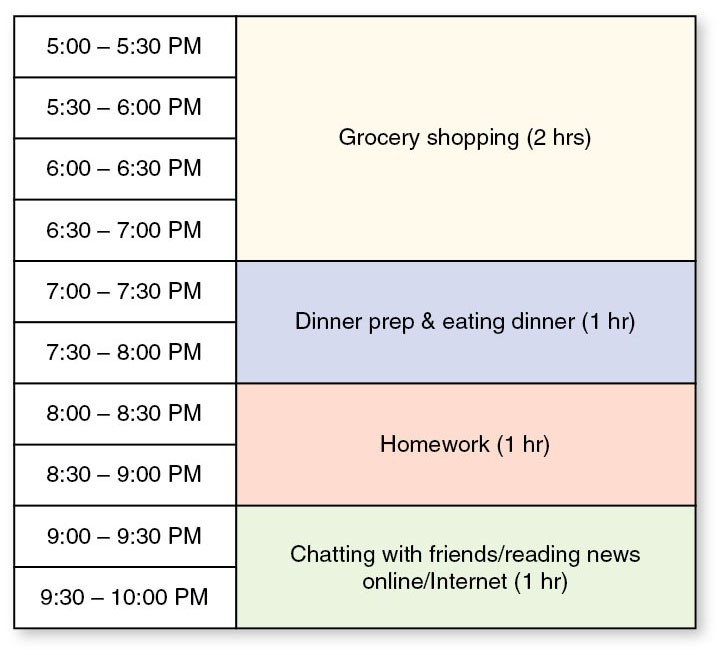 5:00 – 5:30 PM
5:30 – 6:00 PM
Grocery shopping (2 hrs)
6:00 – 6:30 PM
6:30 – 7:00 PM
7:00 – 7:30 PM
Dinner prep & eating dinner (1 hr)
7:30 – 8:00 PM
8:00 – 8:30 PM
Homework (1 hr)
8:30 – 9:00 PM
9:00 – 9:30 PM
Chatting with friends/reading news
online/Internet (1 hr)
9:30 – 10:00 PM